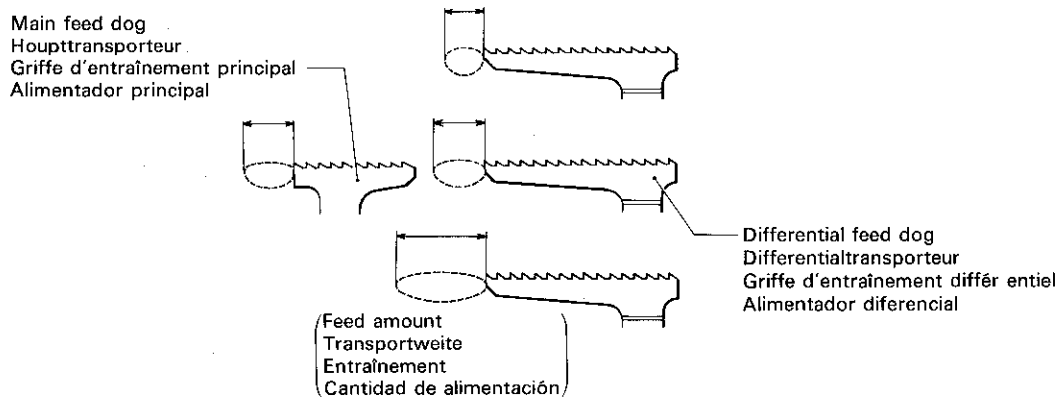 Main feed dog
Houpttransporteur
Griffe d'entraînement principal
Alimentador principal
Differential feed dog
Differentialtransporteur
Griffe d'entraînement différ entiel
Alimentador diferencial
(Feed amount
Transportweite
Entraînement
Cantidad de alimentación)